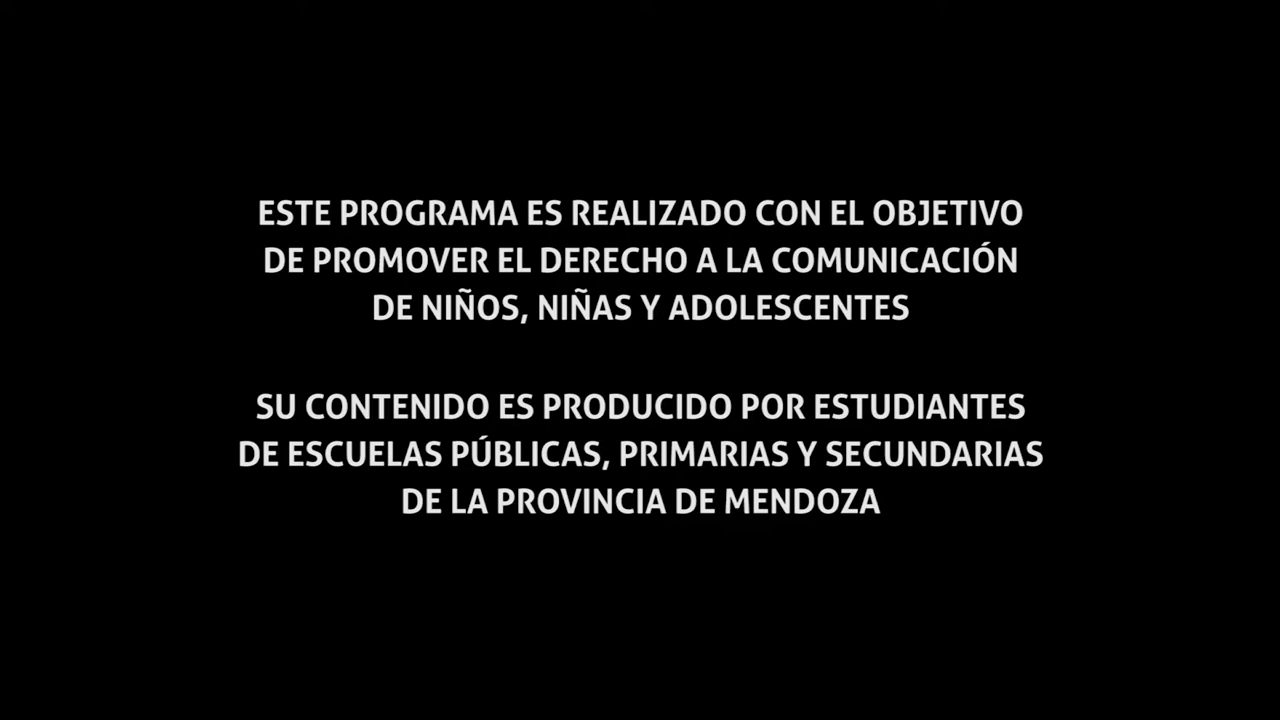 ESTE PROGRAMA ES REALIZADO CON EL OBJETIVO
DE PROMOVER EL DERECHO A LA COMUNICACIÓN
DE NIÑOS, NIÑAS Y ADOLESCENTES
SU CONTENIDO ES PRODUCIDO POR ESTUDIANTES
DE ESCUELAS PÚBLICAS, PRIMARIAS Y SECUNDARIAS
DE LA PROVINCIA DE MENDOZA